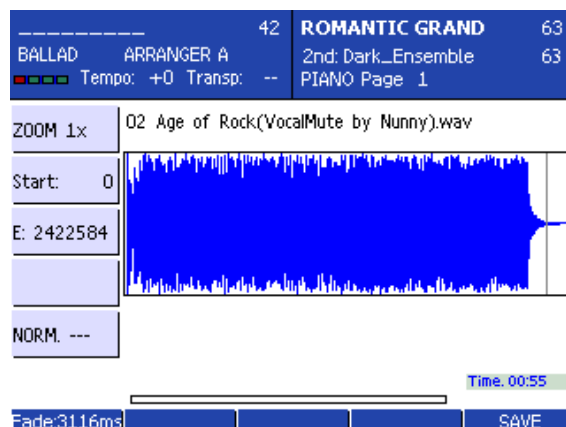 __________ 42
BALLAD ARRANGER A
Tempo: +0 Transp: --
ROMANTIC GRAND 63
2nd: Dark_Ensemble 63
PIANO Page 1
ZOOM 1x
02 Age of Rock(VocalMute by Nunny).wav
Start: 0
E: 2422584
NORM. ---
Time. 00:55
Fade:3116ms
SAVE